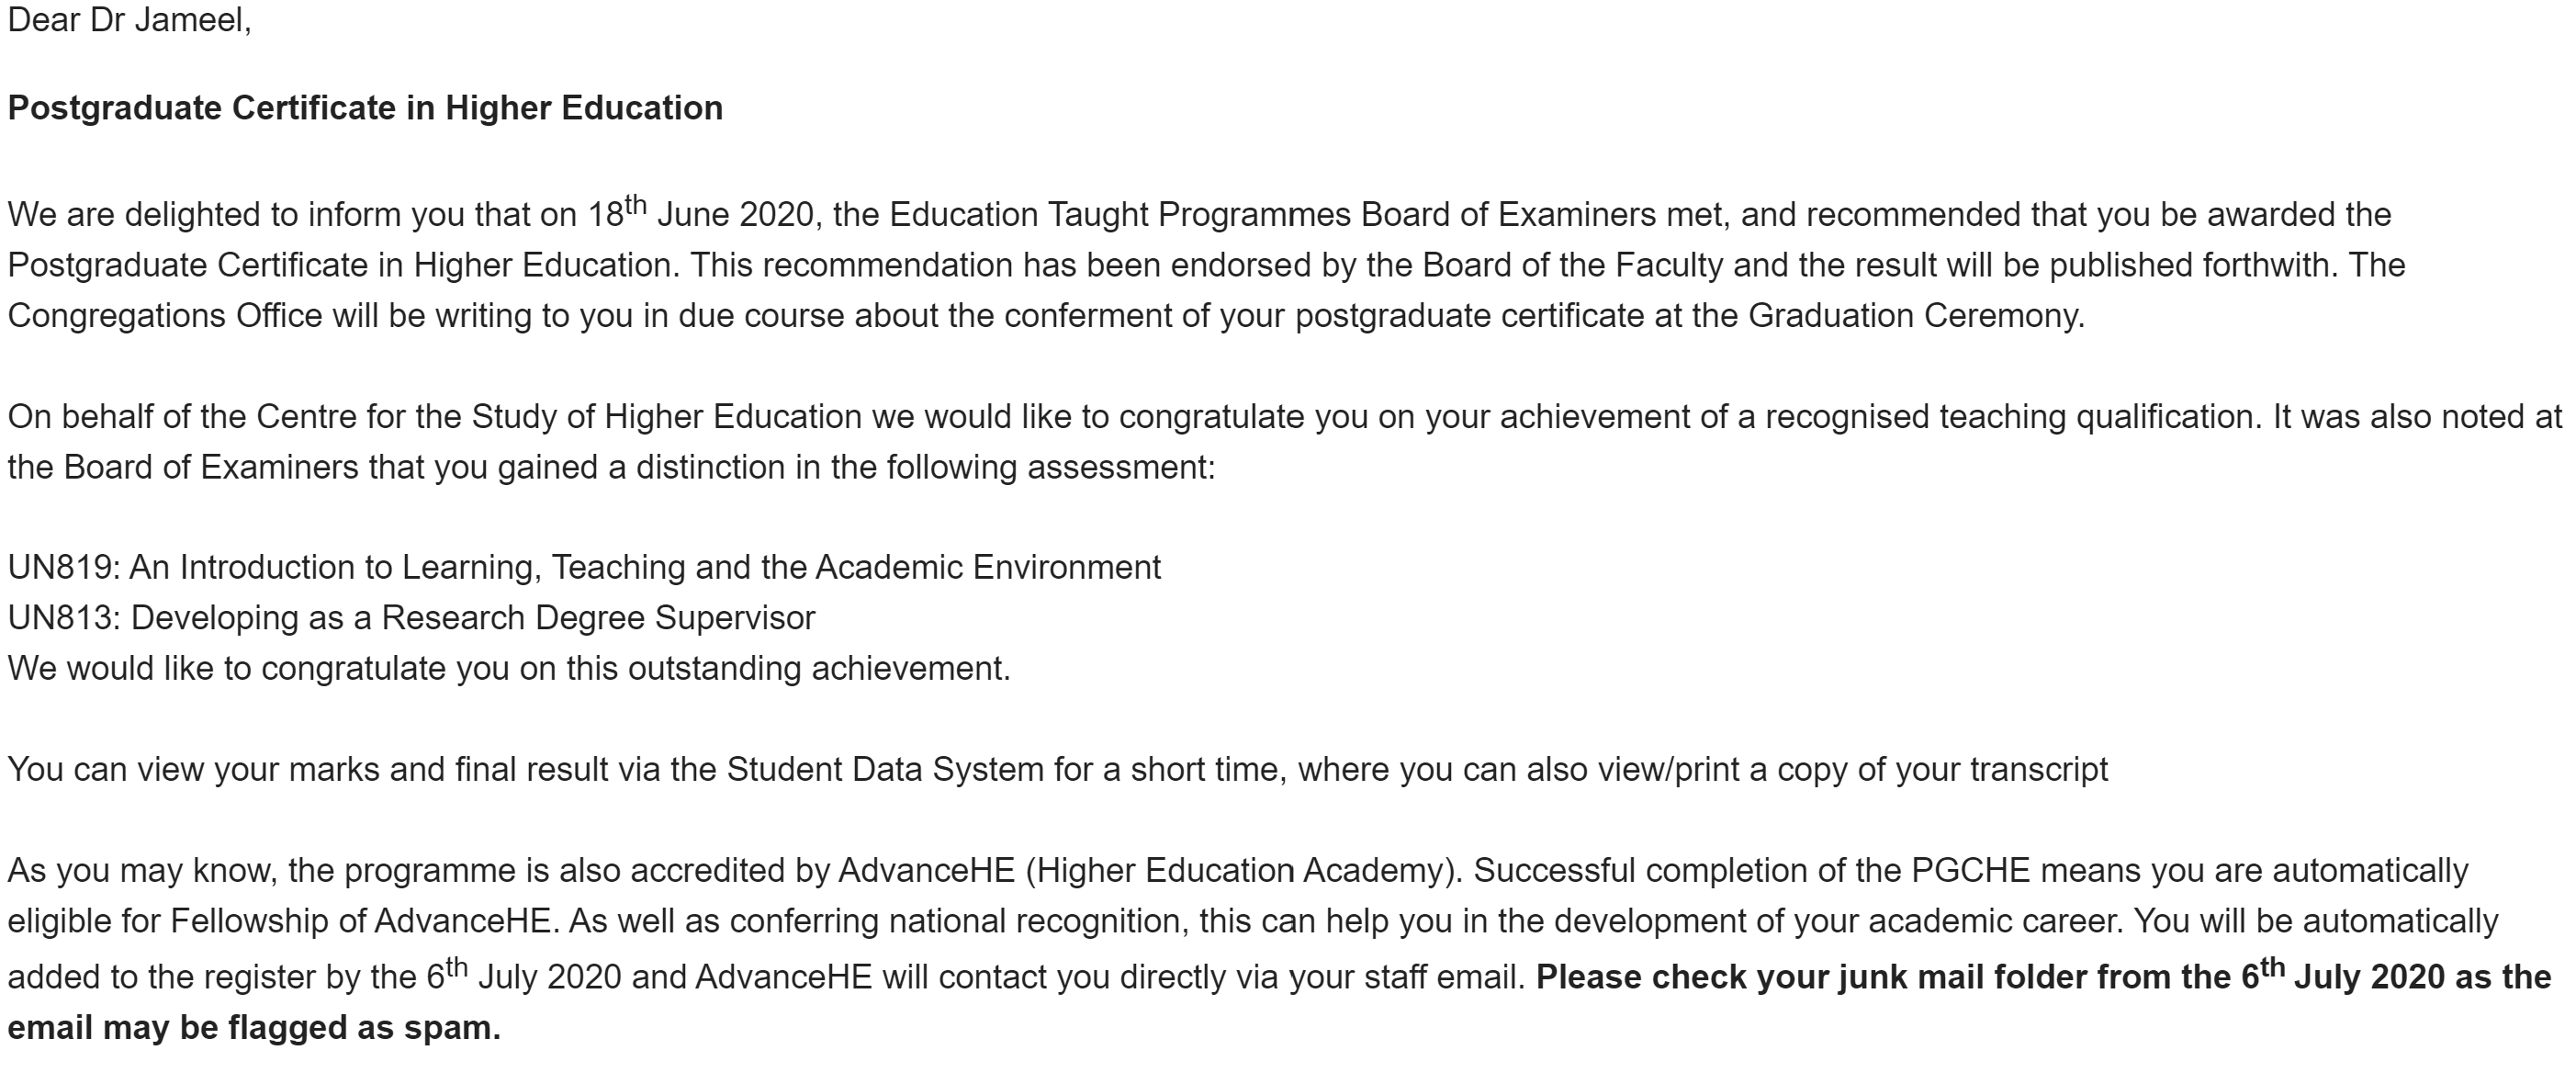 Dear Dr Jameel,
Postgraduate Certificate in Higher Education
We are delighted to inform you that on 18th June 2020, the Education Taught Programmes Board of Examiners met, and recommended that you be awarded the
Postgraduate Certificate in Higher Education. This recommendation has been endorsed by the Board of the Faculty and the result will be published forthwith. The
Congregations Office will be writing to you in due course about the conferment of your postgraduate certificate at the Graduation Ceremony.
On behalf of the Centre for the Study of Higher Education we would like to congratulate you on your achievement of a recognised teaching qualification. It was also noted at
the Board of Examiners that you gained a distinction in the following assessment:
UN819: An Introduction to Learning, Teaching and the Academic Environment
UN813: Developing as a Research Degree Supervisor
We would like to congratulate you on this outstanding achievement.
You can view your marks and final result via the Student Data System for a short time, where you can also view/print a copy of your transcript
As you may know, the programme is also accredited by AdvanceHE (Higher Education Academy). Successful completion of the PGCHE means you are automatically
eligible for Fellowship of AdvanceHE. As well as conferring national recognition, this can help you in the development of your academic career. You will be automatically
added to the register by the 6th July 2020 and AdvanceHE will contact you directly via your staff email. Please check your junk mail folder from the 6th July 2020 as the
email may be flagged as spam.